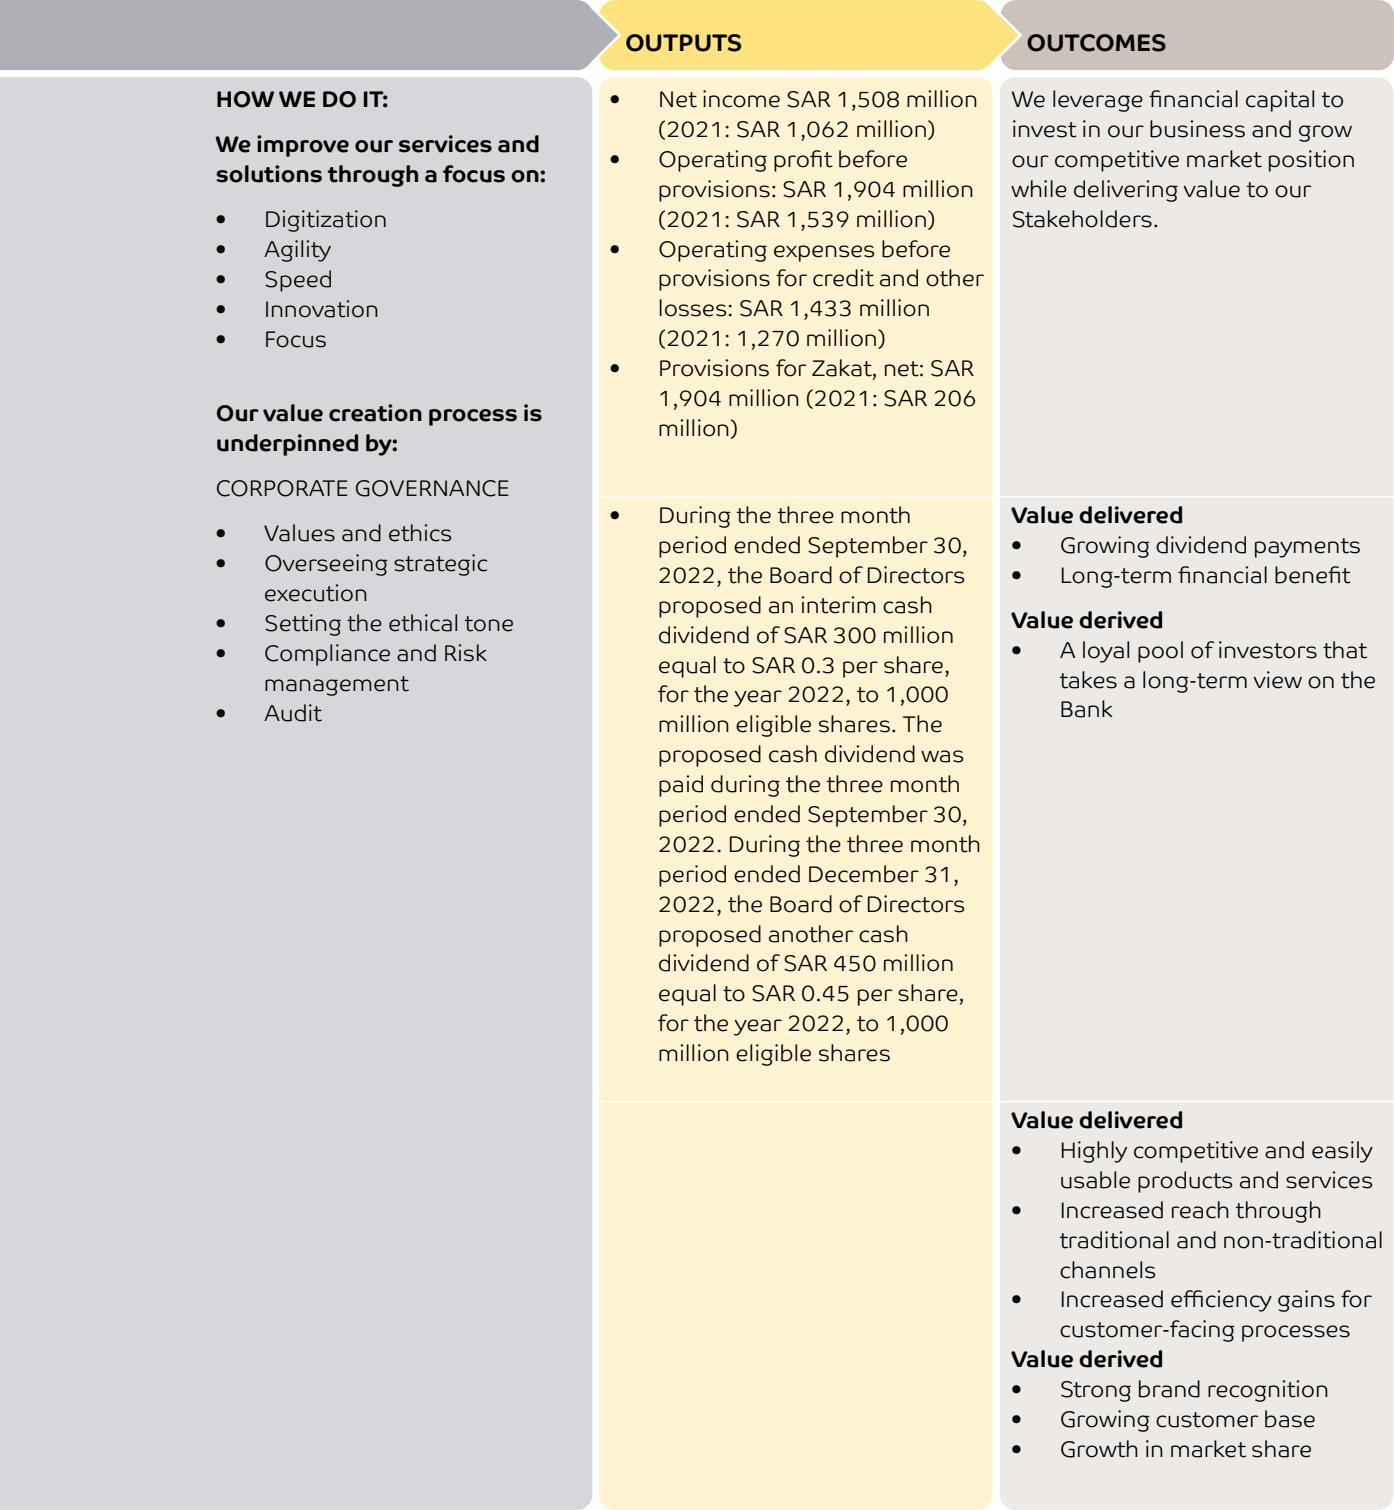 OUTPUTS
OUTCOMES
HOW WE DO IT:
We improve our services and
solutions through a focus on:
• Digitization
• Agility
• Speed
• Innovation
• Focus
Our value creation process is
underpinned by:
CORPORATE GOVERNANCE
• Values and ethics
• Overseeing strategic
execution
• Setting the ethical tone
• Compliance and Risk
management
• Audit
• Net income SAR 1,508 million
(2021: SAR 1,062 million)
• Operating profit before
provisions: SAR 1,904 million
(2021: SAR 1,539 million)
• Operating expenses before
provisions for credit and other
losses: SAR 1,433 million
(2021: 1,270 million)
• Provisions for Zakat, net: SAR
1,904 million (2021: SAR 206
million)
We leverage financial capital to
invest in our business and grow
our competitive market position
while delivering value to our
Stakeholders.
• During the three month
period ended September 30,
2022, the Board of Directors
proposed an interim cash
dividend of SAR 300 million
equal to SAR 0.3 per share,
for the year 2022, to 1,000
million eligible shares. The
proposed cash dividend was
paid during the three month
period ended September 30,
2022. During the three month
period ended December 31,
2022, the Board of Directors
proposed another cash
dividend of SAR 450 million
equal to SAR 0.45 per share,
for the year 2022, to 1,000
million eligible shares
Value delivered
• Growing dividend payments
• Long-term financial benefit
Value derived
• A loyal pool of investors that
takes a long-term view on the
Bank
Value delivered
• Highly competitive and easily
usable products and services
• Increased reach through
traditional and non-traditional
channels
• Increased efficiency gains for
customer-facing processes
Value derived
• Strong brand recognition
• Growing customer base
• Growth in market share